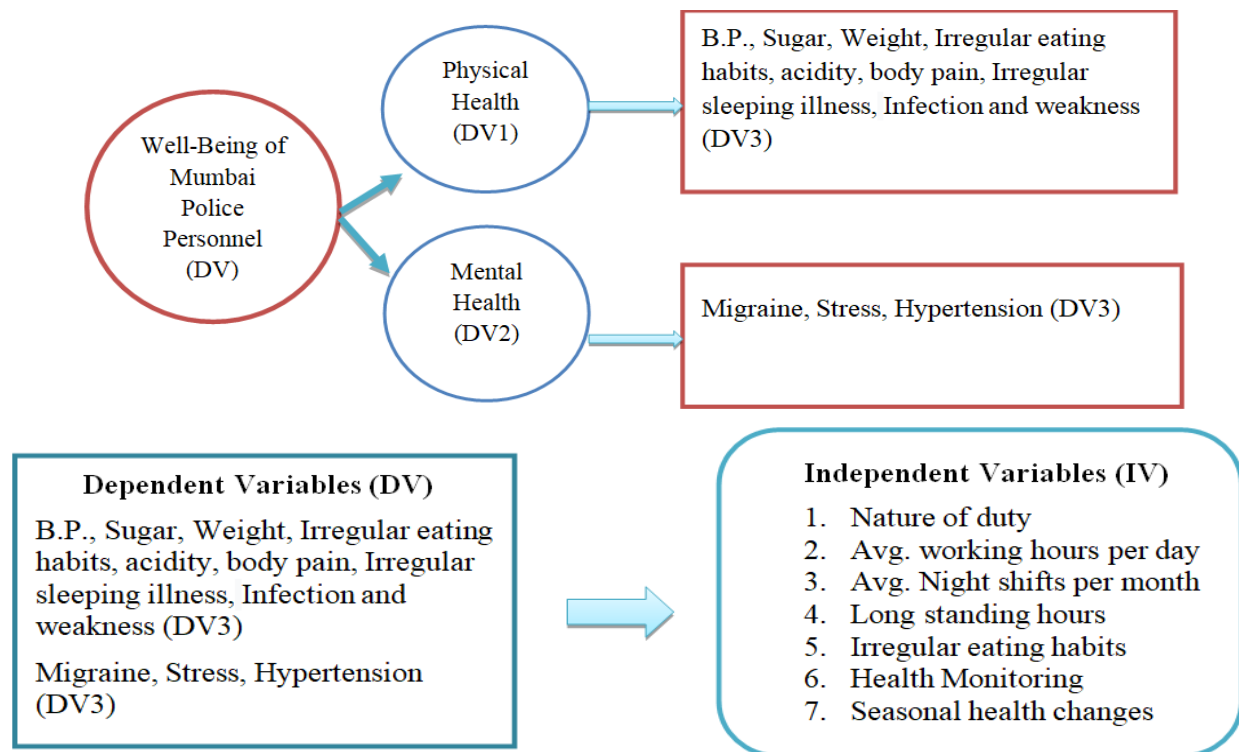 Well-Being of
Mumbai
Police
Personnel
(DV)
Physical
Health
(DV1)
B.P., Sugar, Weight, Irregular eating
habits, acidity, body pain, Irregular
sleeping illness, Infection and weakness
(DV3)
Mental
Health
(DV2)
Migraine, Stress, Hypertension (DV3)
Dependent Variables (DV)
B.P., Sugar, Weight, Irregular eating
habits, acidity, body pain, Irregular
sleeping illness, Infection and
weakness (DV3)
Migraine, Stress, Hypertension
(DV3)
Independent Variables (IV)
1. Nature of duty
2. Avg. working hours per day
3. Avg. Night shifts per month
4. Long standing hours
5. Irregular eating habits
6. Health Monitoring
7. Seasonal health changes